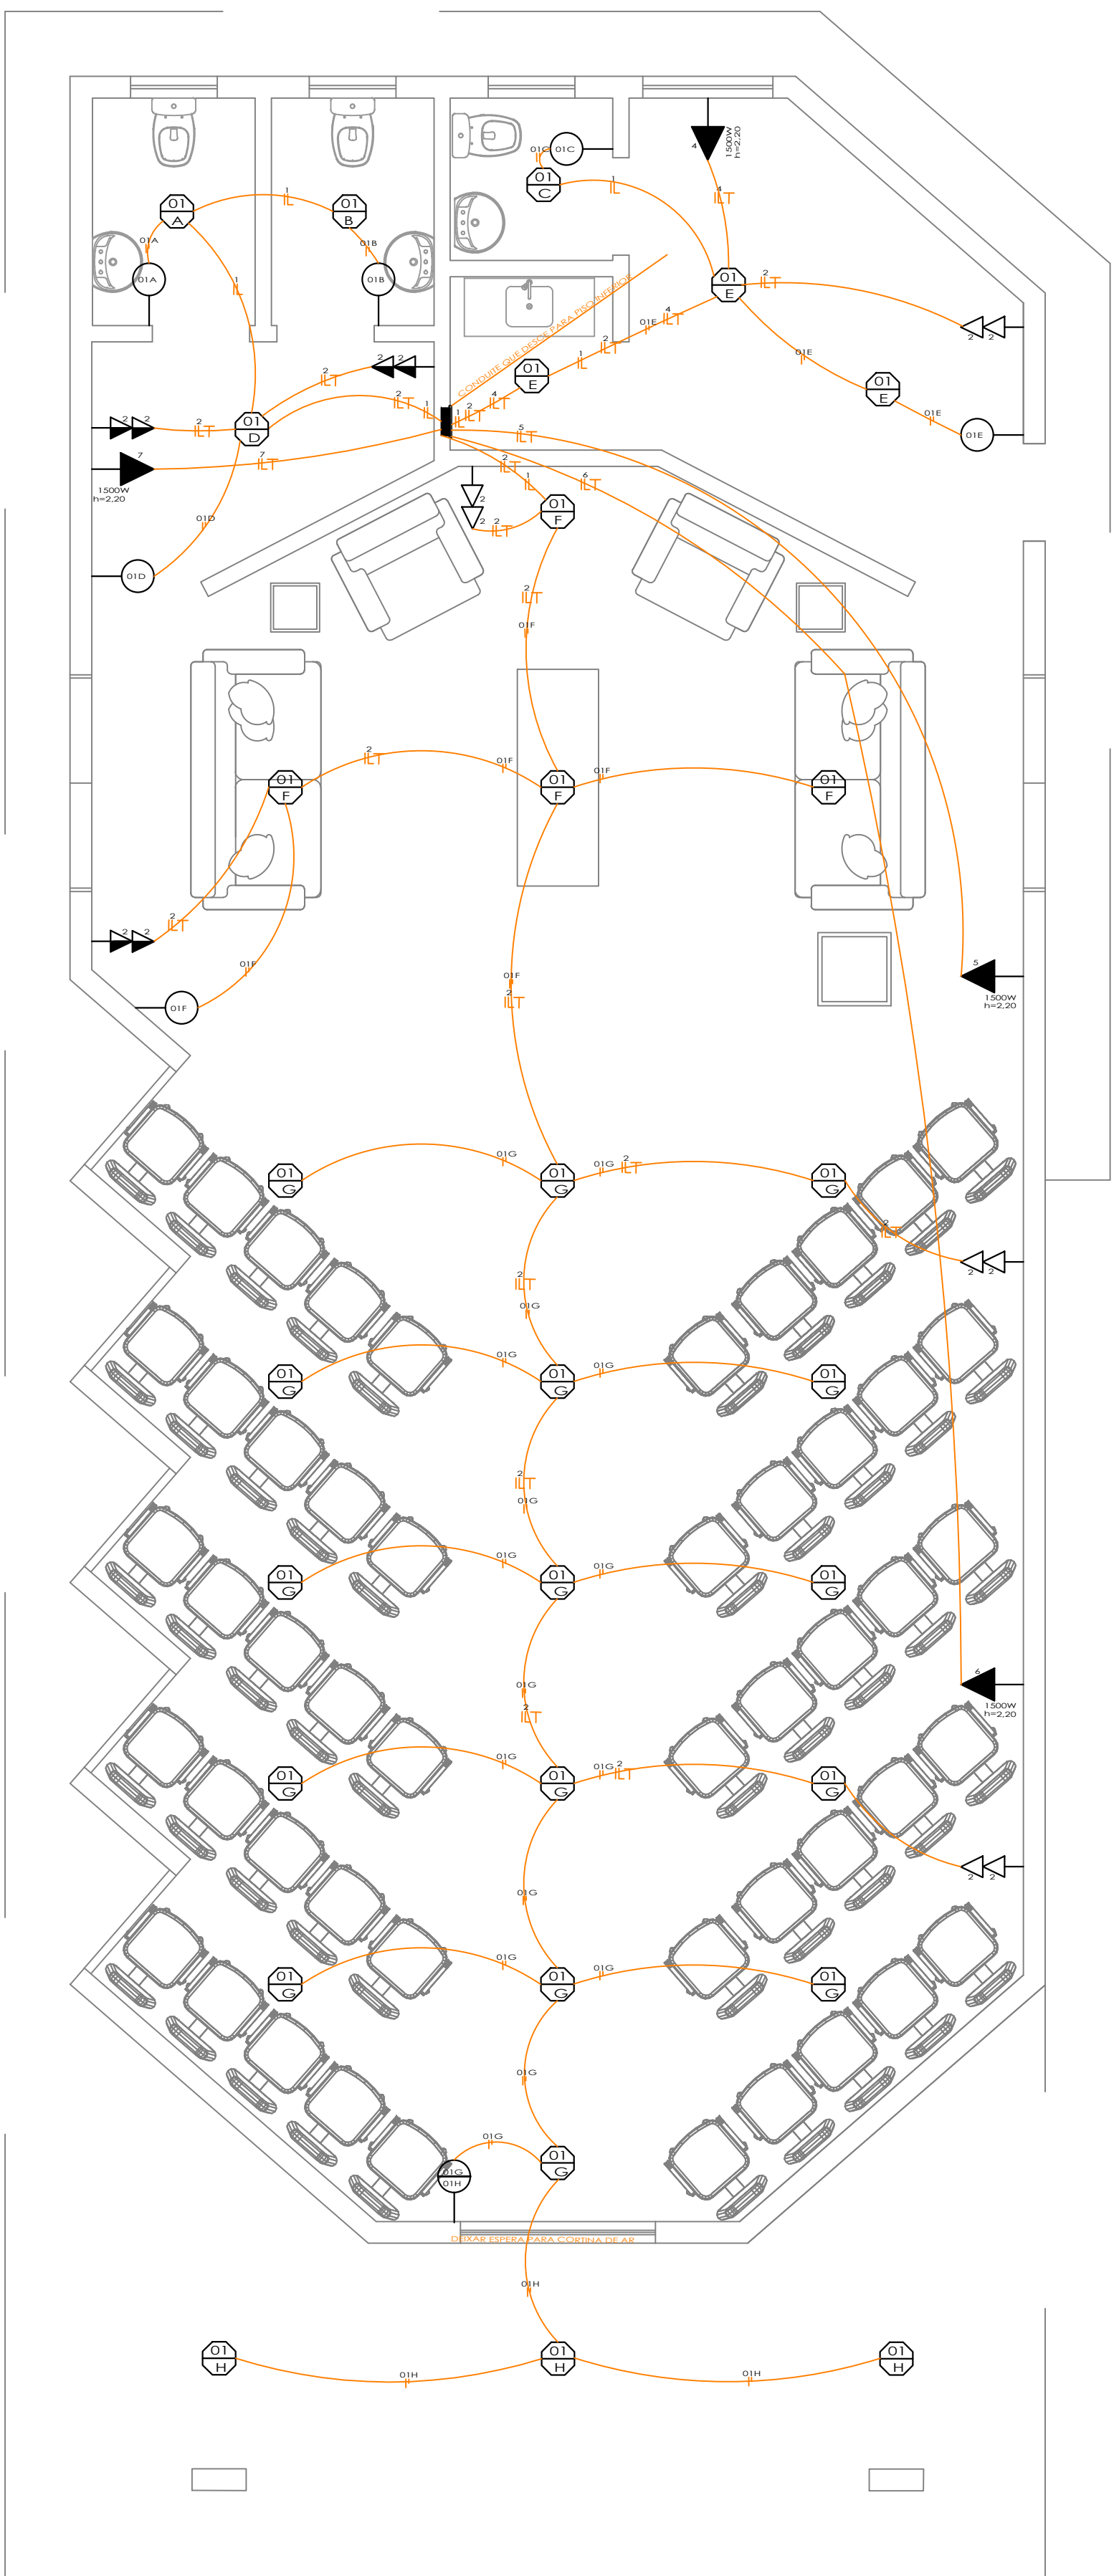 4
1500W
h=2,20
01C
01C
01
C
1
4
ILT
1
IL
IL
01
A
01
B
01A
01B
01A
01B
1
IL
01
E
2
ILT
2
2
CONDUITE QUE DESCE PARA PISO INFERIOR
4
01E
ILT
2
ILT
1
IL
01E
2
2
2
ILT
01
E
01
E
2
ILT
4
ILT
1
IL
2
ILT
1
IL
01E
01E
2
2
2
ILT
01
D
5
ILT
7
7
ILT
1500W
h=2,20
2
ILT
1
IL
6
ILT
2
2
2
ILT
01
F
01D
01D
2
ILT
01F
2
ILT
01F
01F
01
F
01
F
01
F
2
ILT
2
2
01F
01F
01F
2
ILT
5
1500W
h=2,20
01G
01G
2
ILT
01
G
01
G
01
G
2
ILT
2
2
2
ILT
01G
01G
01G
01
G
01
G
01
G
2
ILT
01G
01G
01G
01
G
01
G
01
G
01G
2
ILT
6
1500W
h=2,20
01G
01G
2
ILT
01
G
01
G
01
G
2
2
01G
01G
01G
01
G
01
G
01
G
01G
01G
01
G
01G
01H
DEIXAR ESPERA PARA CORTINA DE AR
01H
01
H
01
H
01
H
01H
01H